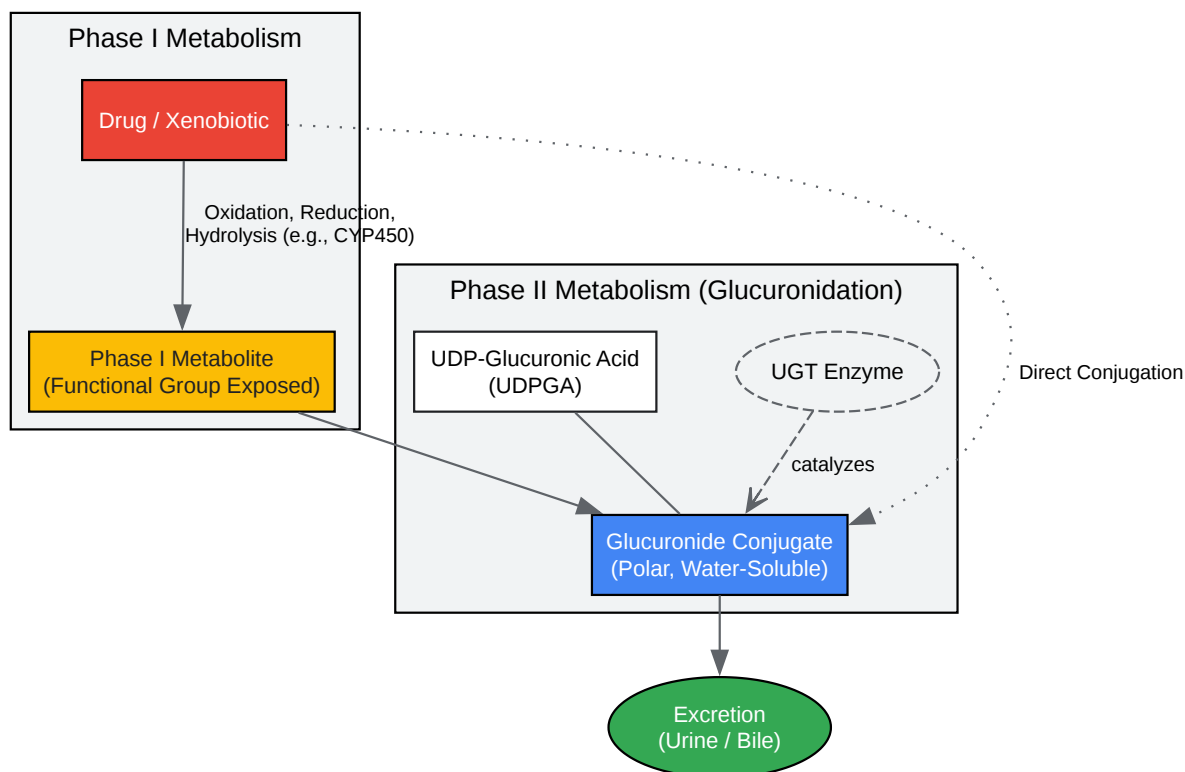 Phase I Metabolism
Drug / Xenobiotic
Oxidation, Reduction,
Hydrolysis (e.g., CYP450)
Phase I Metabolite
(Functional Group Exposed)
Phase II Metabolism (Glucuronidation)
UDP-Glucuronic Acid
(UDPGA)
UGT Enzyme
Direct Conjugation
catalyzes
Glucuronide Conjugate
(Polar, Water-Soluble)
Excretion
(Urine / Bile)